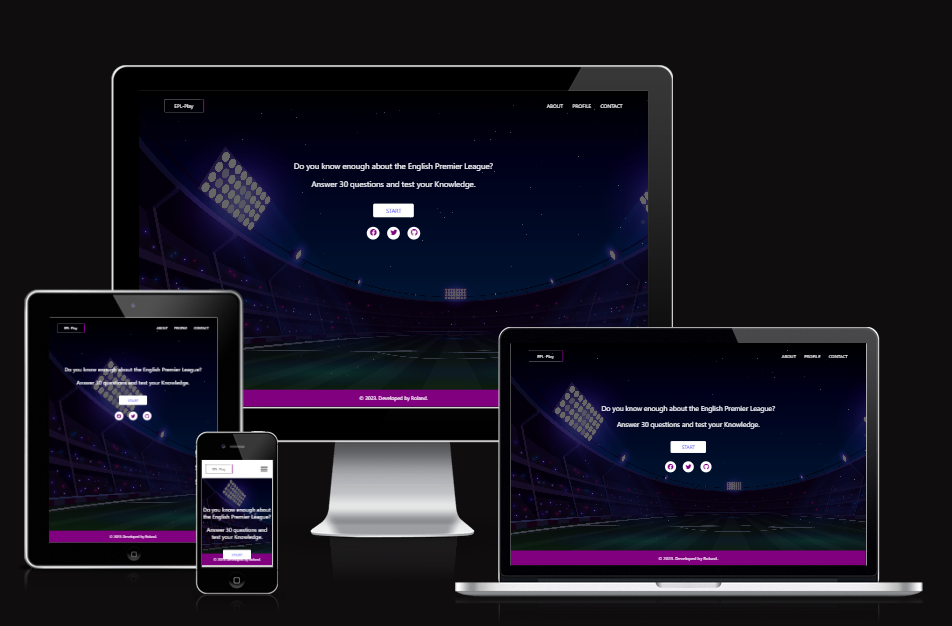 EPL-Play
ABOUT PROFILE CONTACT
Do you know enough about the English Premier League?
Answer 30 questions and test your Knowledge.
START
© 2023. Developed by Roland.
EPL-Play
ABOUT PROFILE CONTACT
Do you know enough about the English Premier League?
Answer 30 questions and test your Knowledge.
START
© 2023. Developed by Roland.
EPL-Play
Do you know enough about
the English Premier League?
Answer 30 questions and
test your Knowledge.
START
© 2023. Developed by Roland.
EPL-Play
ABOUT PROFILE CONTACT
Do you know enough about the English Premier League?
Answer 30 questions and test your Knowledge.
START
© 2023. Developed by Roland.